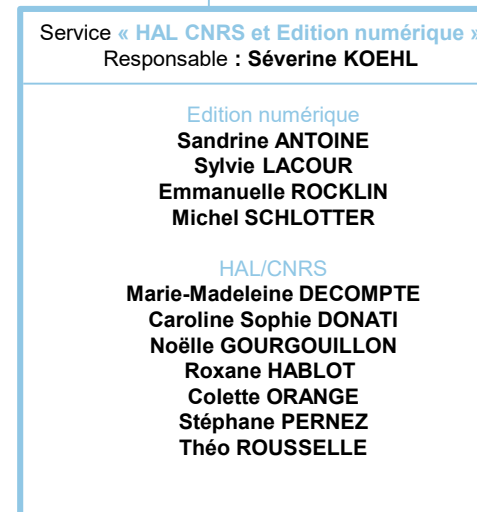 Service « HAL CNRS et Edition numérique »
Responsable : Séverine KOEHL
Edition numérique
Sandrine ANTOINE
Sylvie LACOUR
Emmanuelle ROCKLIN
Michel SCHLOTTER
HAL/CNRS
Marie-Madeleine DECOMPTE
Caroline Sophie DONATI
Noëlle GOURGOUILLON
Roxane HABLOT
Colette ORANGE
Stéphane PERNEZ
Théo ROUSSELLE